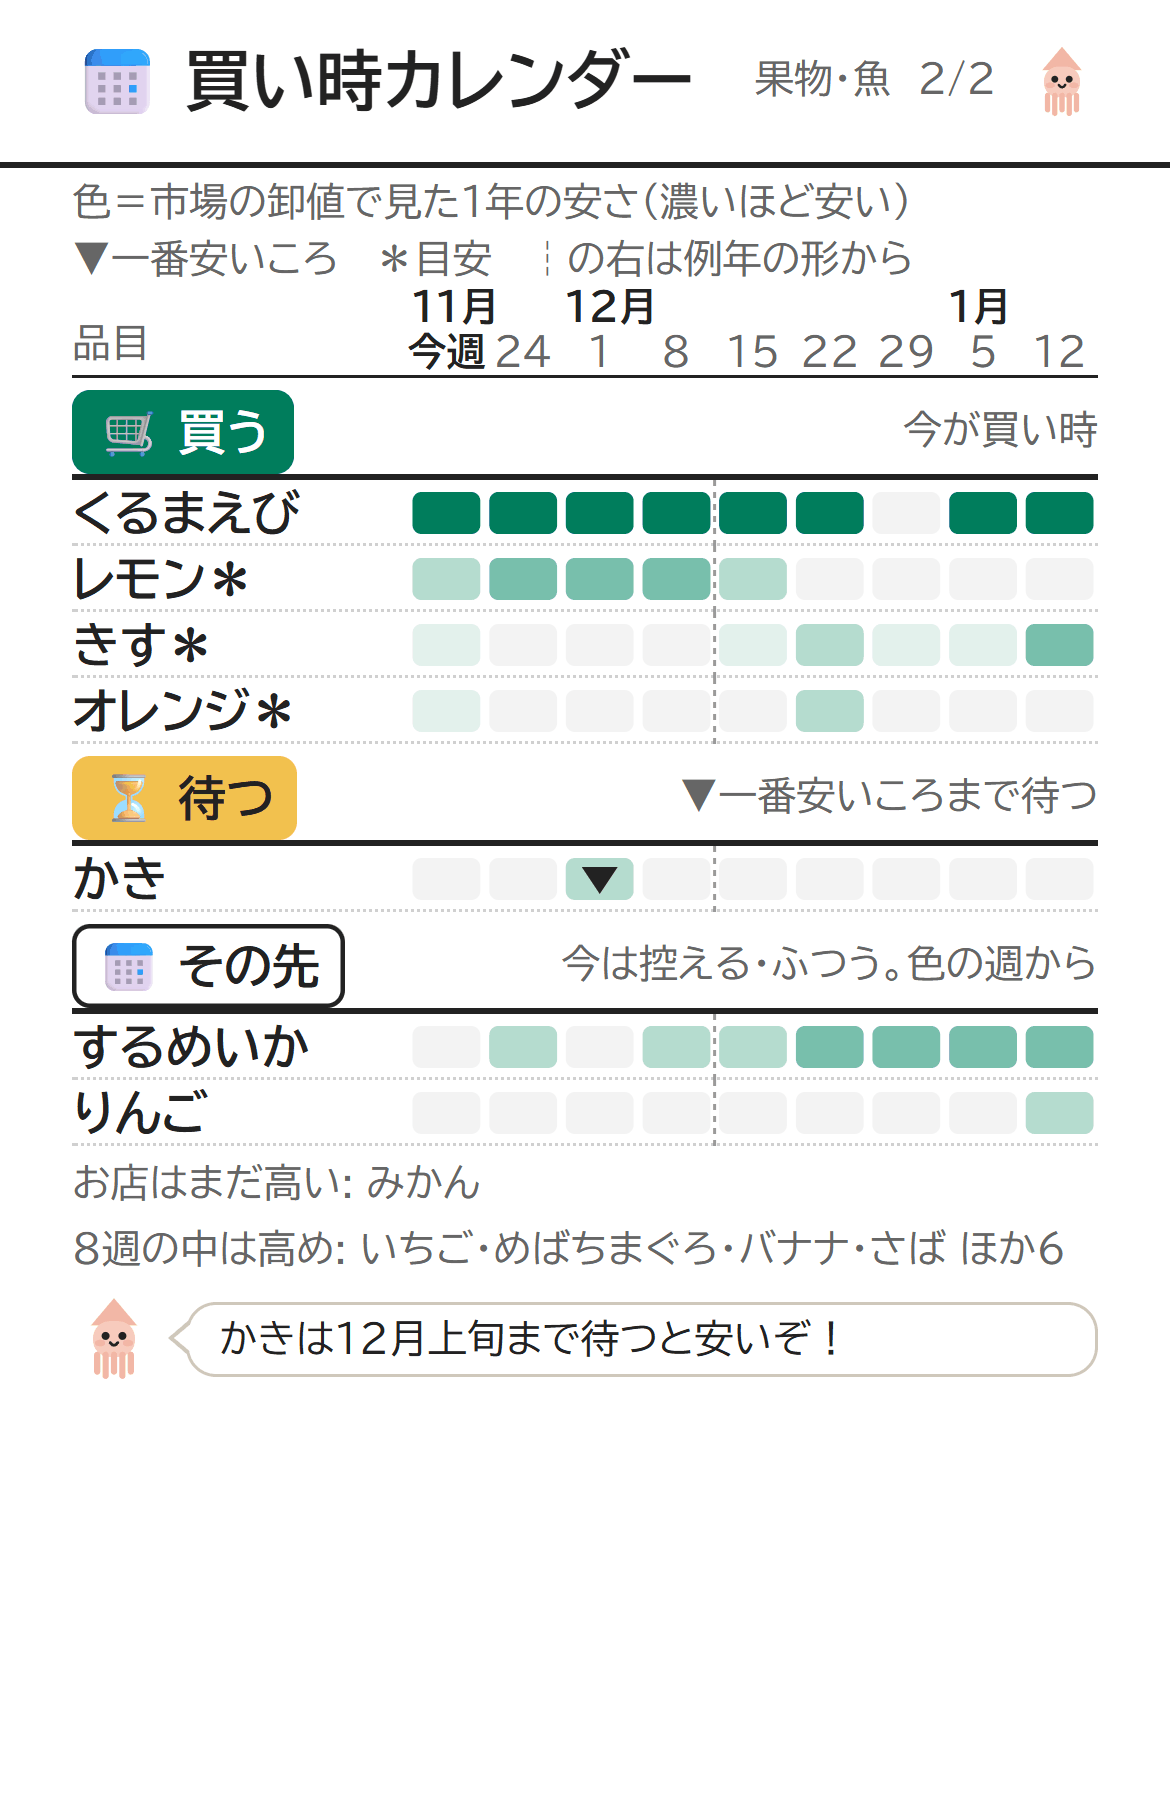 買い時カレンダー 果物・魚 2/2
色＝市場の卸値で見た1年の安さ（濃いほど安い）
▼一番安いころ ＊目安 ┊の右は例年の形から
11月 12月 1月
品目 今週 24 1 8 15 22 29 5 12
買う 今が買い時
くるまえび
レモン＊
きす＊
オレンジ＊
待つ ▼一番安いころまで待つ
かき ▼
その先 今は控える・ふつう。色の週から
するめいか
りんご
お店はまだ高い: みかん
8週の中は高め: いちご・めばちまぐろ・バナナ・さば ほか6
かきは12月上旬まで待つと安いぞ！